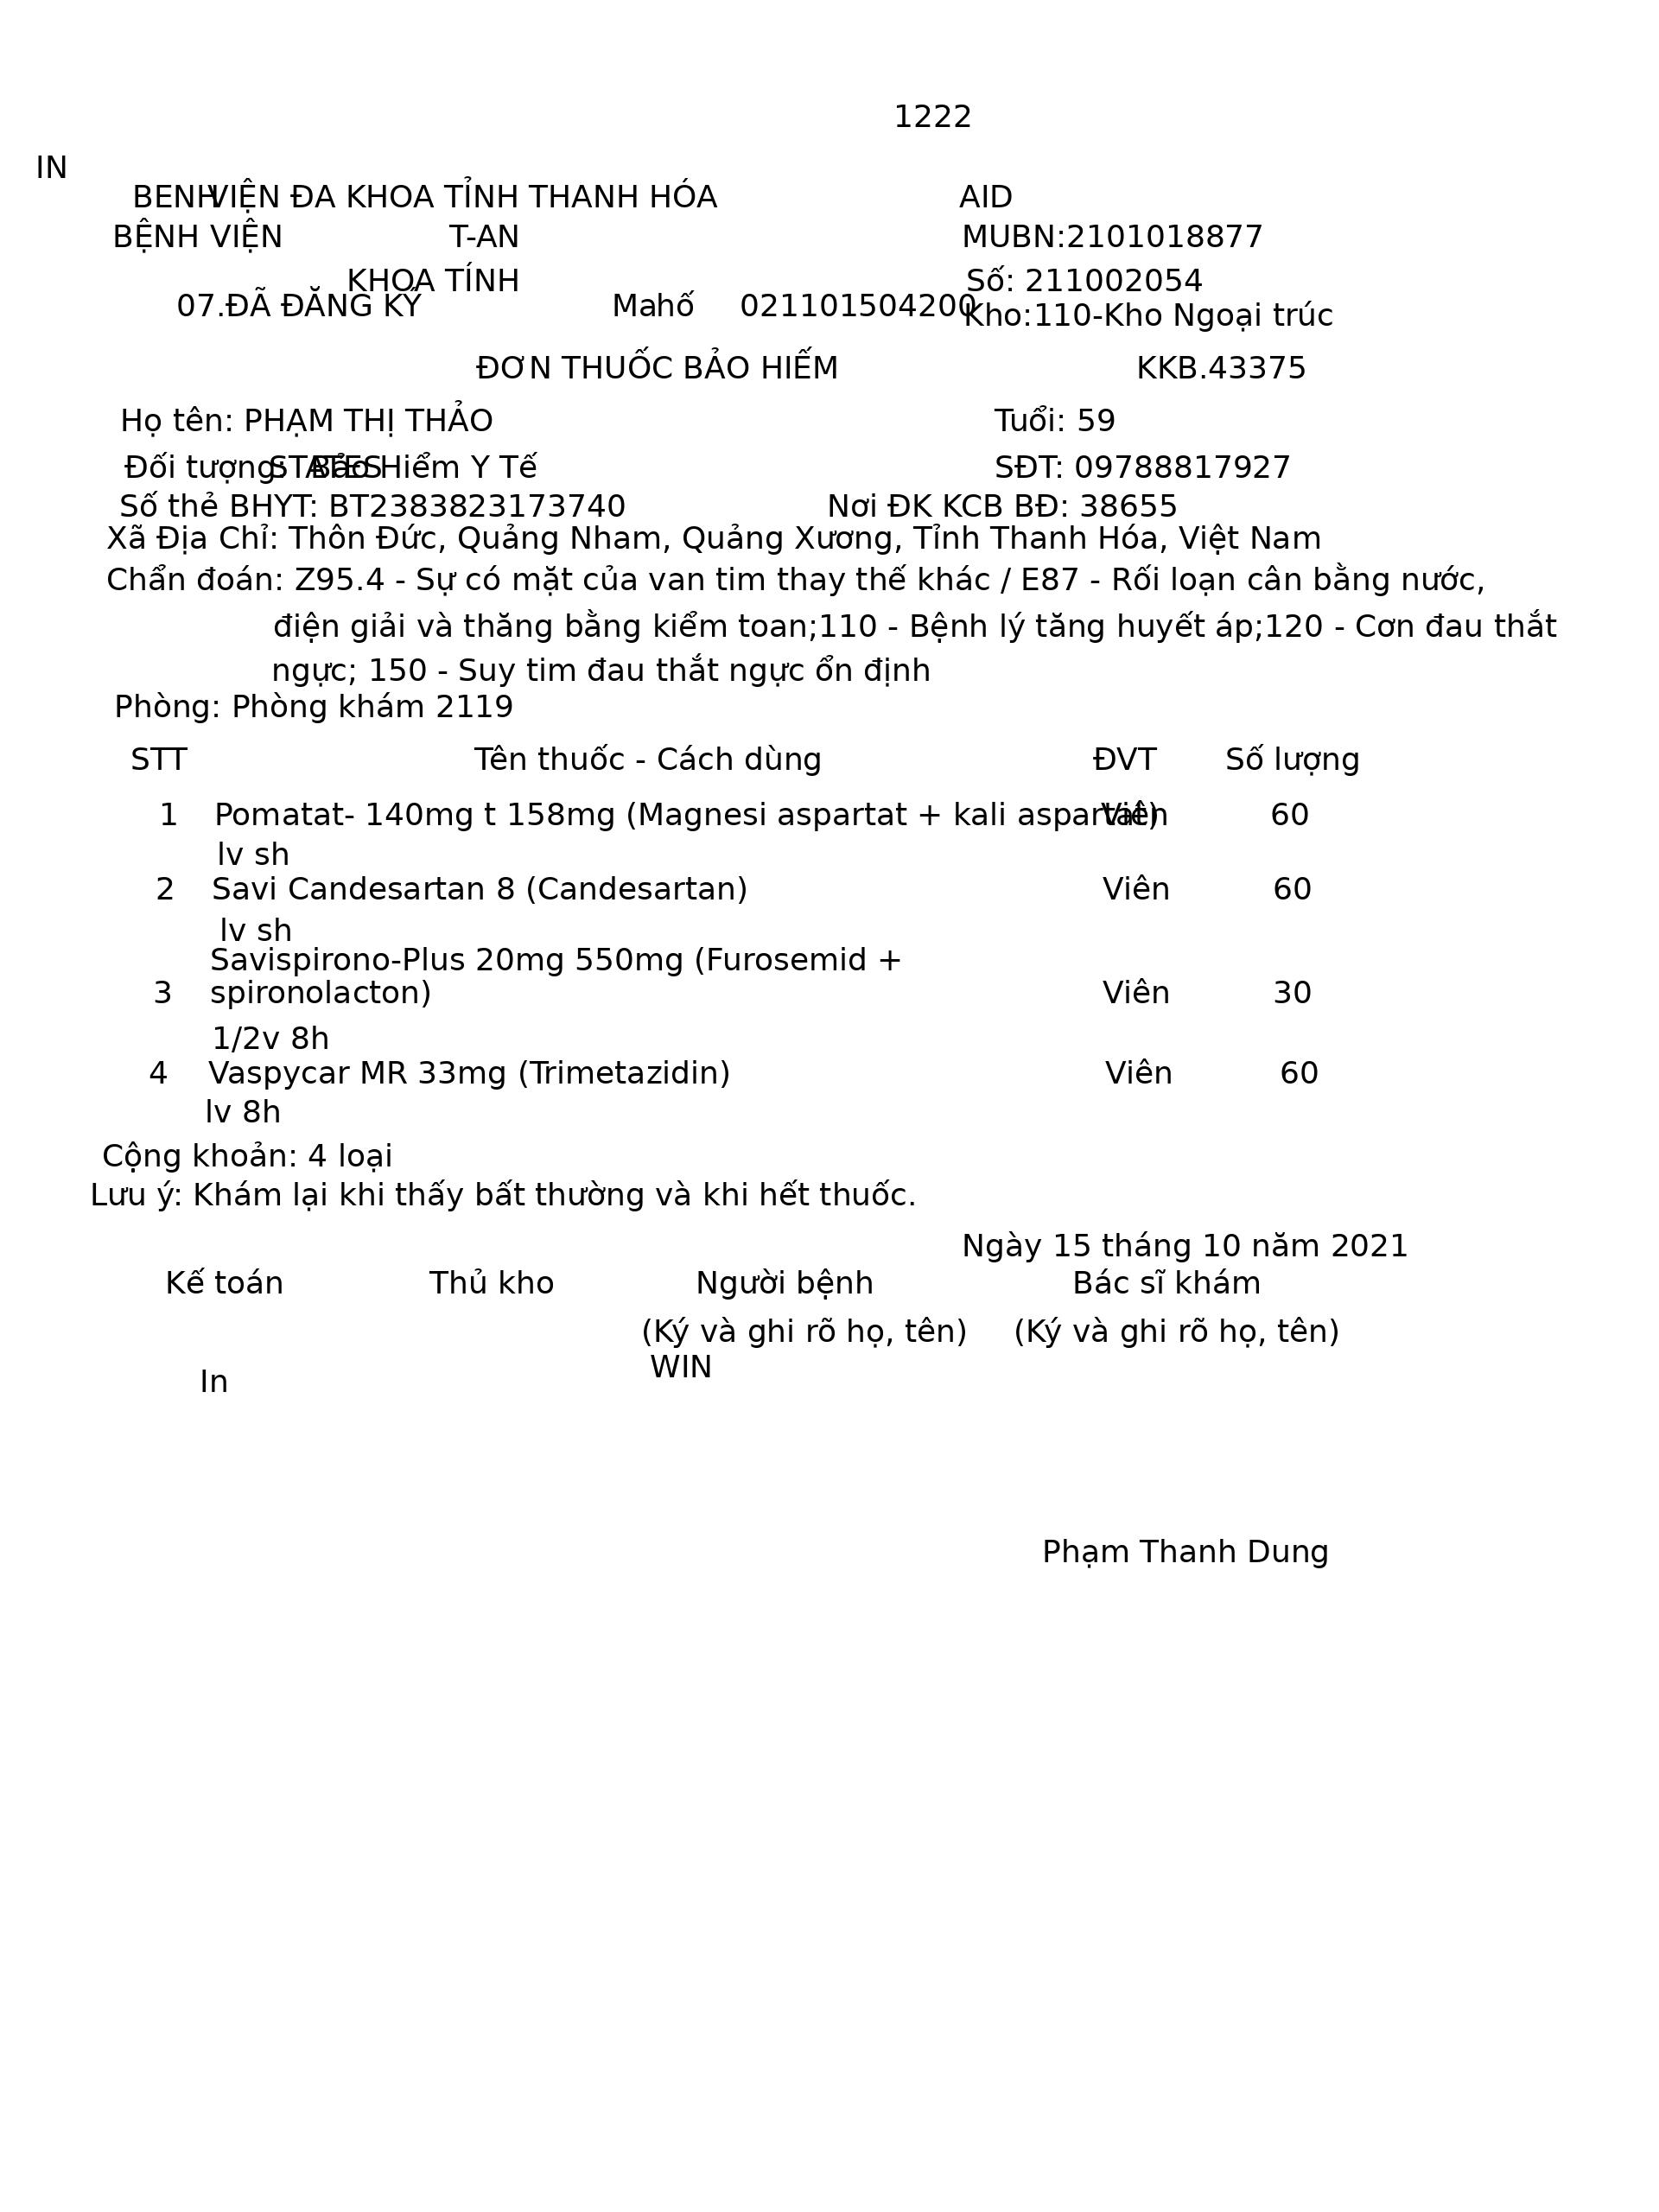 1222
IN
BENH VIỆN ĐA KHOA TỈNH THANH HÓA AID
BỆNH VIỆN T-AN MUBN:2101018877
KHOA TÍNH Số: 211002054
07.ĐÃ ĐĂNG KÝ Mahố 021101504200 Kho:110-Kho Ngoại trúc
ĐƠN THUỐC BẢO HIẾM KKB.43375
Họ tên: PHẠM THỊ THẢO Tuổi: 59
Đối tượng: STATES Bảo Hiểm Y Tế SĐT: 09788817927
Số thẻ BHYT: BT2383823173740 Nơi ĐK KCB BĐ: 38655
Xã Địa Chỉ: Thôn Đức, Quảng Nham, Quảng Xương, Tỉnh Thanh Hóa, Việt Nam
Chẩn đoán: Z95.4 - Sự có mặt của van tim thay thế khác / E87 - Rối loạn cân bằng nước,
điện giải và thăng bằng kiểm toan;110 - Bệnh lý tăng huyết áp;120 - Cơn đau thắt
ngực; 150 - Suy tim đau thắt ngực ổn định
Phòng: Phòng khám 2119
STT Tên thuốc - Cách dùng ĐVT Số lượng
1 Pomatat- 140mg t 158mg (Magnesi aspartat + kali aspartat) Viên 60
lv sh
2 Savi Candesartan 8 (Candesartan) Viên 60
lv sh
Savispirono-Plus 20mg 550mg (Furosemid +
3 spironolacton) Viên 30
1/2v 8h
4 Vaspycar MR 33mg (Trimetazidin) Viên 60
lv 8h
Cộng khoản: 4 loại
Lưu ý: Khám lại khi thấy bất thường và khi hết thuốc.
Ngày 15 tháng 10 năm 2021
Kế toán Thủ kho Người bệnh Bác sĩ khám
(Ký và ghi rõ họ, tên) (Ký và ghi rõ họ, tên)
WIN
In
Phạm Thanh Dung